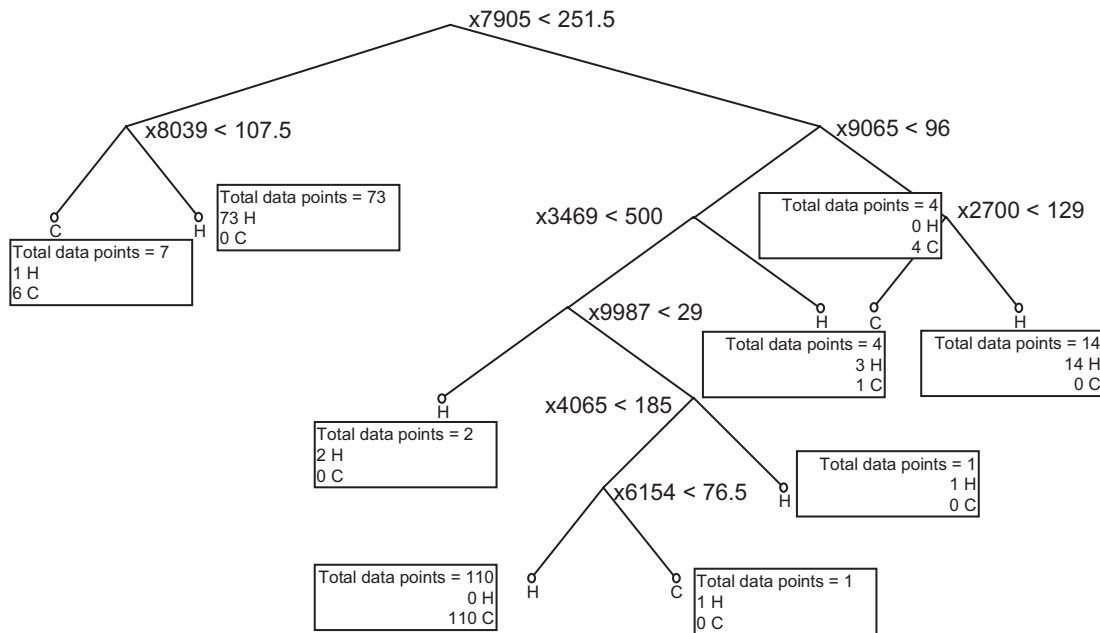 x7905 < 251.5
x8039 < 107.5
x9065 < 96
Total data points = 73
73 H
0 C
C
H
Total data points = 7
1 H
6 C
x3469 < 500
Total data points = 4
0 H
4 C
x2700 < 129
x9987 < 29
H
C
H
Total data points = 4
3 H
1 C
Total data points = 14
14 H
0 C
H
x4065 < 185
Total data points = 2
2 H
0 C
Total data points = 1
1 H
0 C
x6154 < 76.5
H
Total data points = 110
0 H
110 C
H
C
Total data points = 1
1 H
0 C